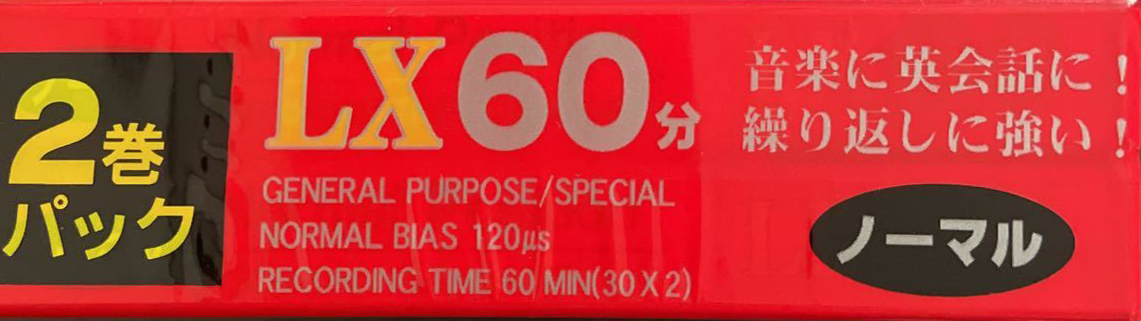 2巻
パック
LX60分
GENERAL PURPOSE/SPECIAL
NORMAL BIAS 120μs
RECORDING TIME 60 MIN(30X2)
音楽に英会話に!
繰り返しに強い!
ノーマル